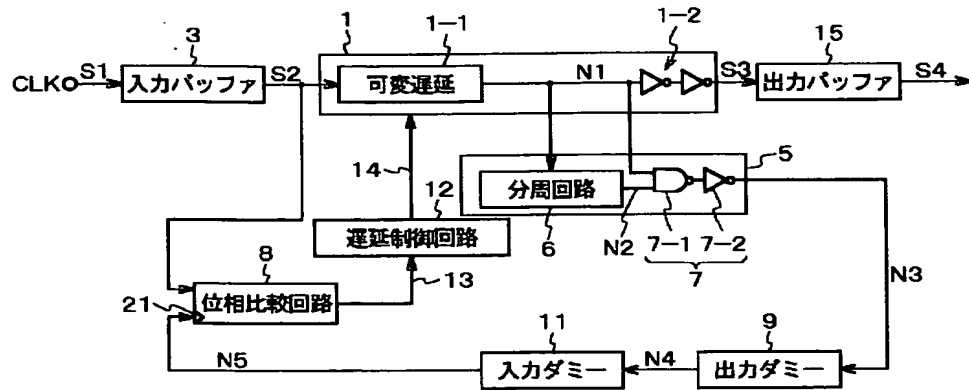 1
1-1
1-2
3
15
CLK
S1
入力バッファ
S2
可変遅延
N1
S3
出力バッファ
S4
14
12
5
分周回路
遅延制御回路
6
N2
7-1
7-2
7
8
13
N3
21
位相比較回路
11
9
N5
入力ダミー
N4
出力ダミー